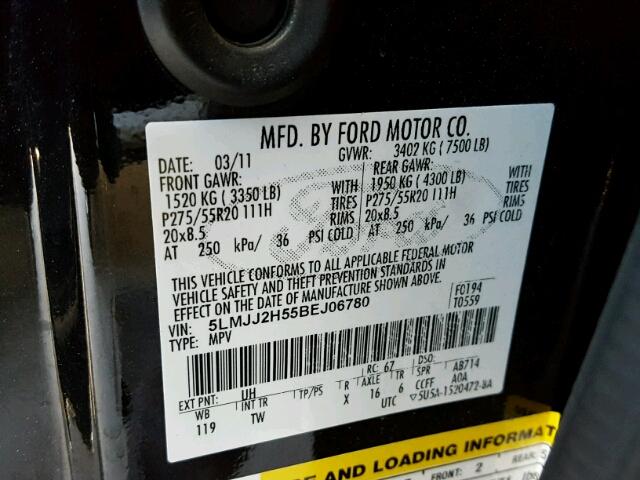 MFD. BY FORD MOTOR CO.
DATE: 03/11 GVWR: 3402 KG ( 7500 LB)
FRONT GAWR: REAR GAWR:
1520 KG ( 3350 LB) WITH 1950 KG ( 4300 LB) WITH
P275/55R20 111H TIRES P275/55R20 111H TIRES
20x8.5 RIMS 20x8.5 RIMS
AT 250 kPa/ 36 PSI COLD AT 250 kPa/ 36 PSI COLD
THIS VEHICLE CONFORMS TO ALL APPLICABLE FEDERAL MOTOR
VEHICLE SAFETY AND THEFT PREVENTION STANDARDS IN
EFFECT ON THE DATE OF MANUFACTURE SHOWN ABOVE.
VIN: 5LMJJ2H55BEJ06780 F0194
TYPE: MPV T0559
EXT PNT: UH RC: 67 DSO:
WB INT TR TP/PS R AXLE TR SPR AB714
119 TW X 16 6 CCFF AOA
UTC 5U5A-1520472-BA
E AND LOADING INFORMAT
FRONT: 2 REAR: